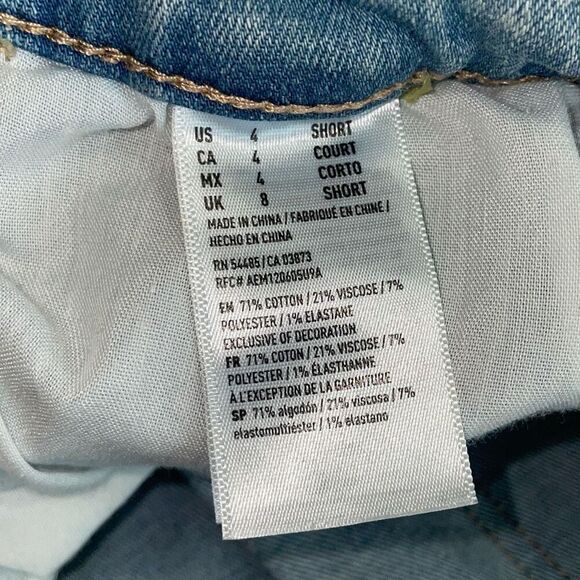 US 4 SHORT
CA 4 COURT
MX 4 CORTO
UK 8 SHORT
MADE IN CHINA / FABRIQUÉ EN CHINE /
HECHO EN CHINA
RN 54485 / CA 03873
RFC# AEM120605U9A
EN 71% COTTON / 21% VISCOSE / 7%
POLYESTER / 1% ELASTANE
EXCLUSIVE OF DECORATION
FR 71% COTON / 21% VISCOSE / 7%
POLYESTER / 1% ÉLASTHANNE
À L'EXCEPTION DE LA GARNITURE
SP 71% algodón / 21% viscosa / 7%
elastomultiéster / 1% elastano